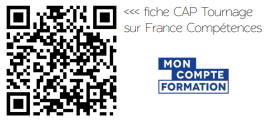 <<< fiche CAP Tournage
sur France Compétences
MON
COMPTE
FORMATION